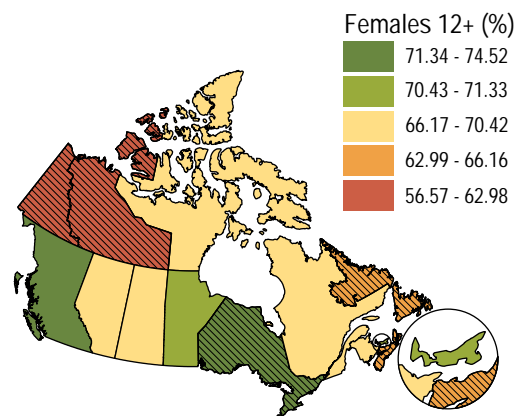 Females 12+ (%)
71.34 - 74.52
70.43 - 71.33
66.17 - 70.42
62.99 - 66.16
56.57 - 62.98